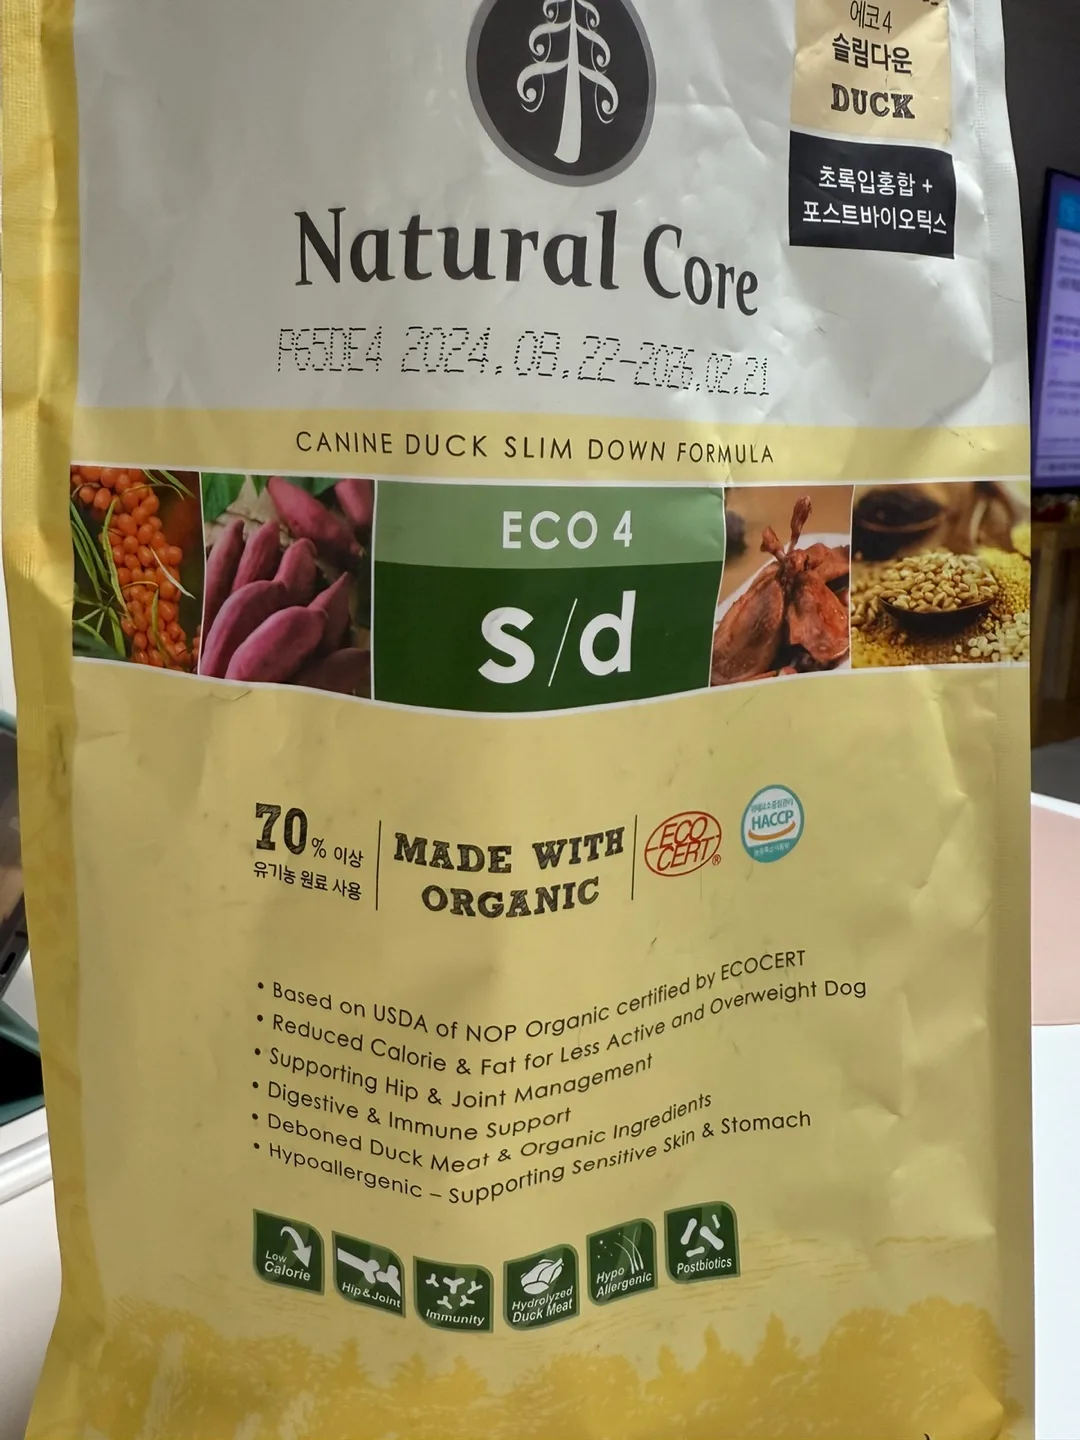 에코 4
슬림다운
DUCK
초록입홍합 +
포스트바이오틱스
Natural Core
P65DE4 2024.08.22-2026.02.21
CANINE DUCK SLIM DOWN FORMULA
ECO 4
s/d
70% 이상
유기농 원료 사용
MADE WITH
ORGANIC
ECO
CERT®
HACCP
• Based on USDA of NOP Organic certified by ECOCERT
• Reduced Calorie & Fat for Less Active and Overweight Dog
• Supporting Hip & Joint Management
• Digestive & Immune Support
• Deboned Duck Meat & Organic Ingredients
• Hypoallergenic – Supporting Sensitive Skin & Stomach
Low
Calorie
Hip & Joint
Immunity
Hydrolyzed
Duck Meat
Hypo
Allergenic
Postbiotics